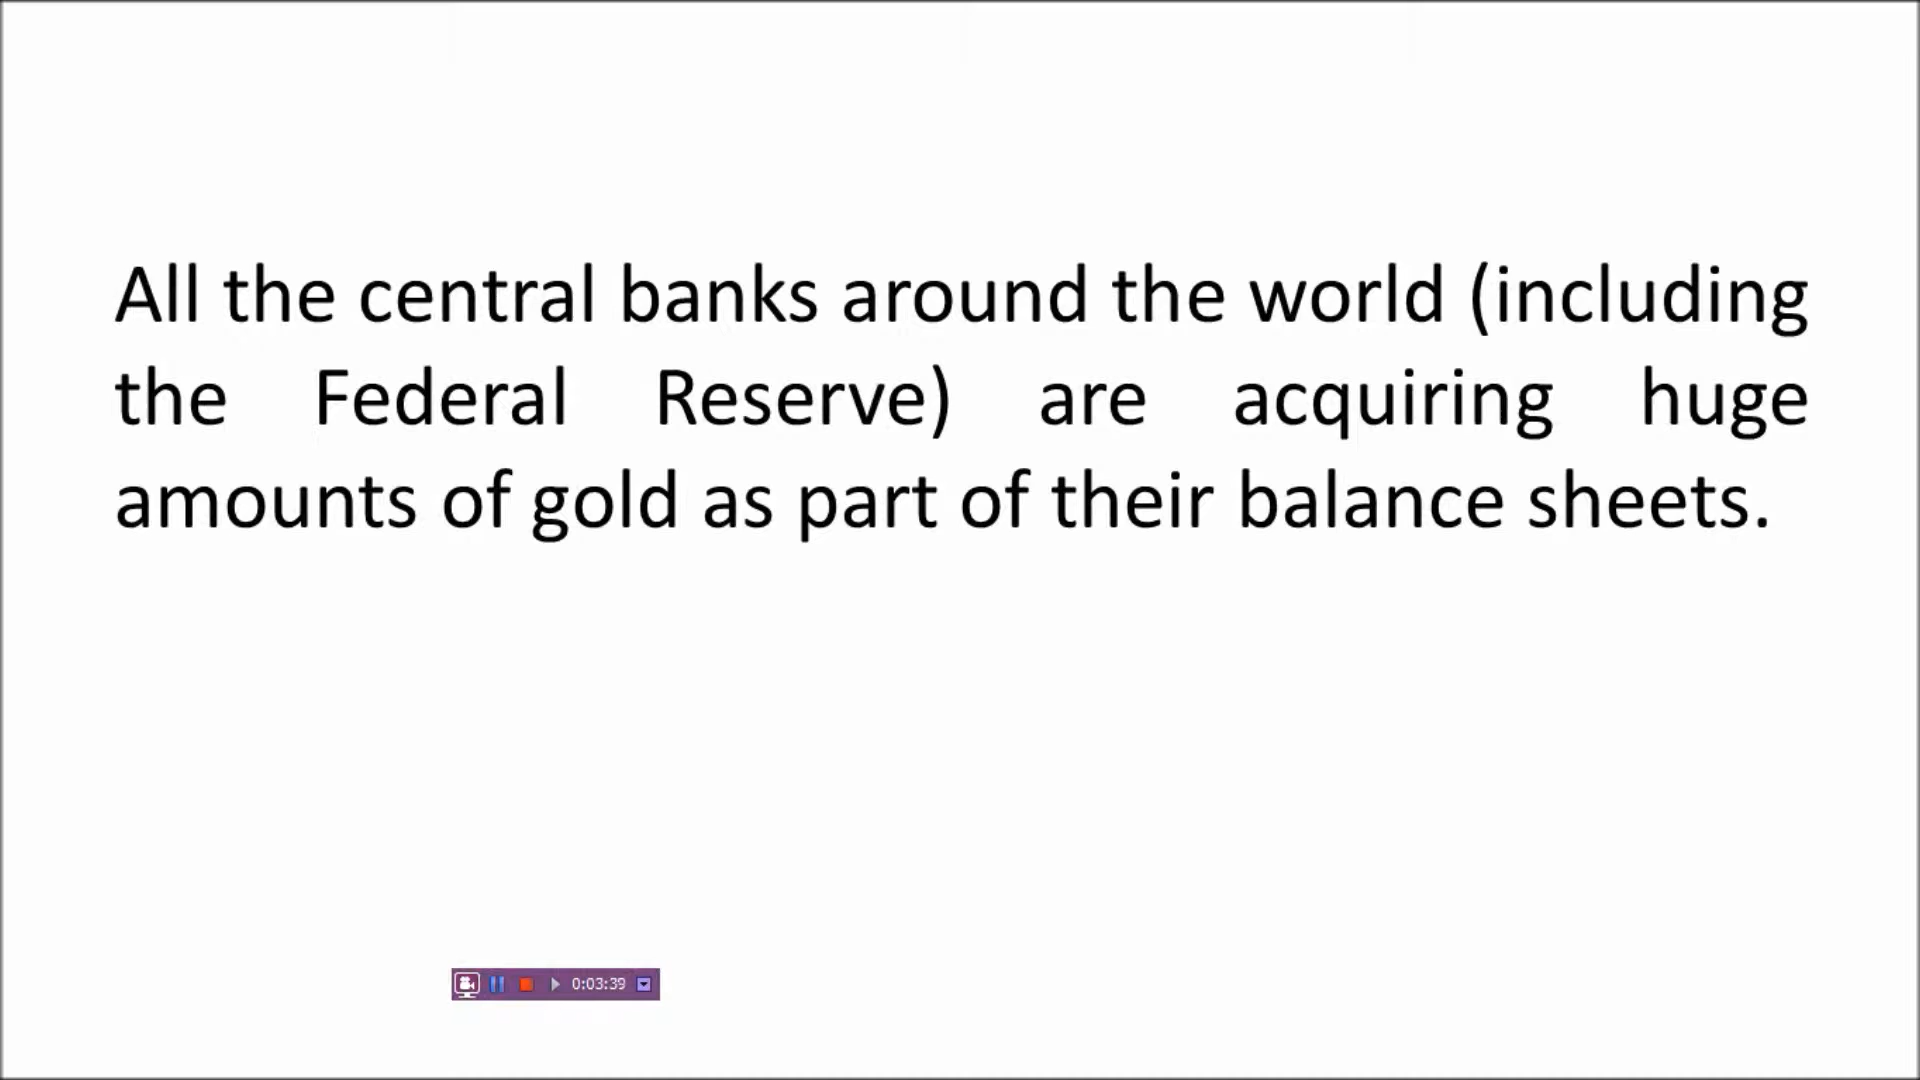 All the central banks around the world (including
the Federal Reserve) are acquiring huge
amounts of gold as part of their balance sheets.
0:03:39